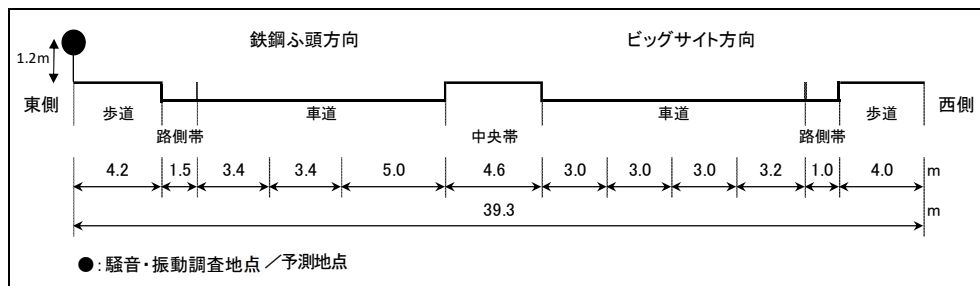 鉄鋼ふ頭方向 ビッグサイト方向
1.2m
東側 西側
歩道 車道 車道 歩道
路側帯 中央帯 路側帯
4.2 1.5 3.4 3.4 5.0 4.6 3.0 3.0 3.0 3.2 1.0 4.0 m
39.3 m
●：騒音・振動調査地点／予測地点